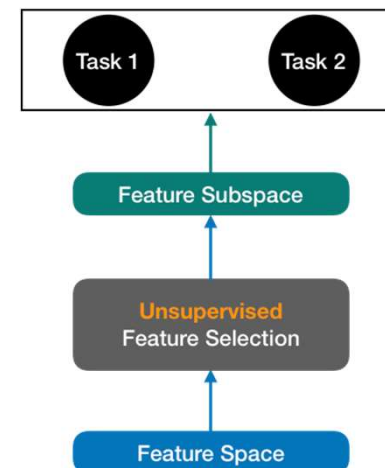 Task 1
Task 2
Feature Subspace
Unsupervised
Feature Selection
Feature Space